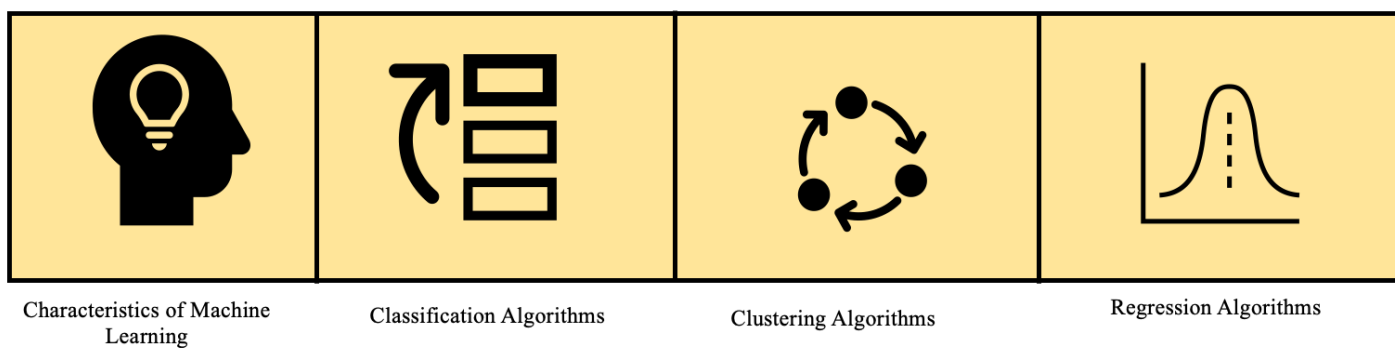 Characteristics of Machine
Learning
Classification Algorithms
Clustering Algorithms
Regression Algorithms